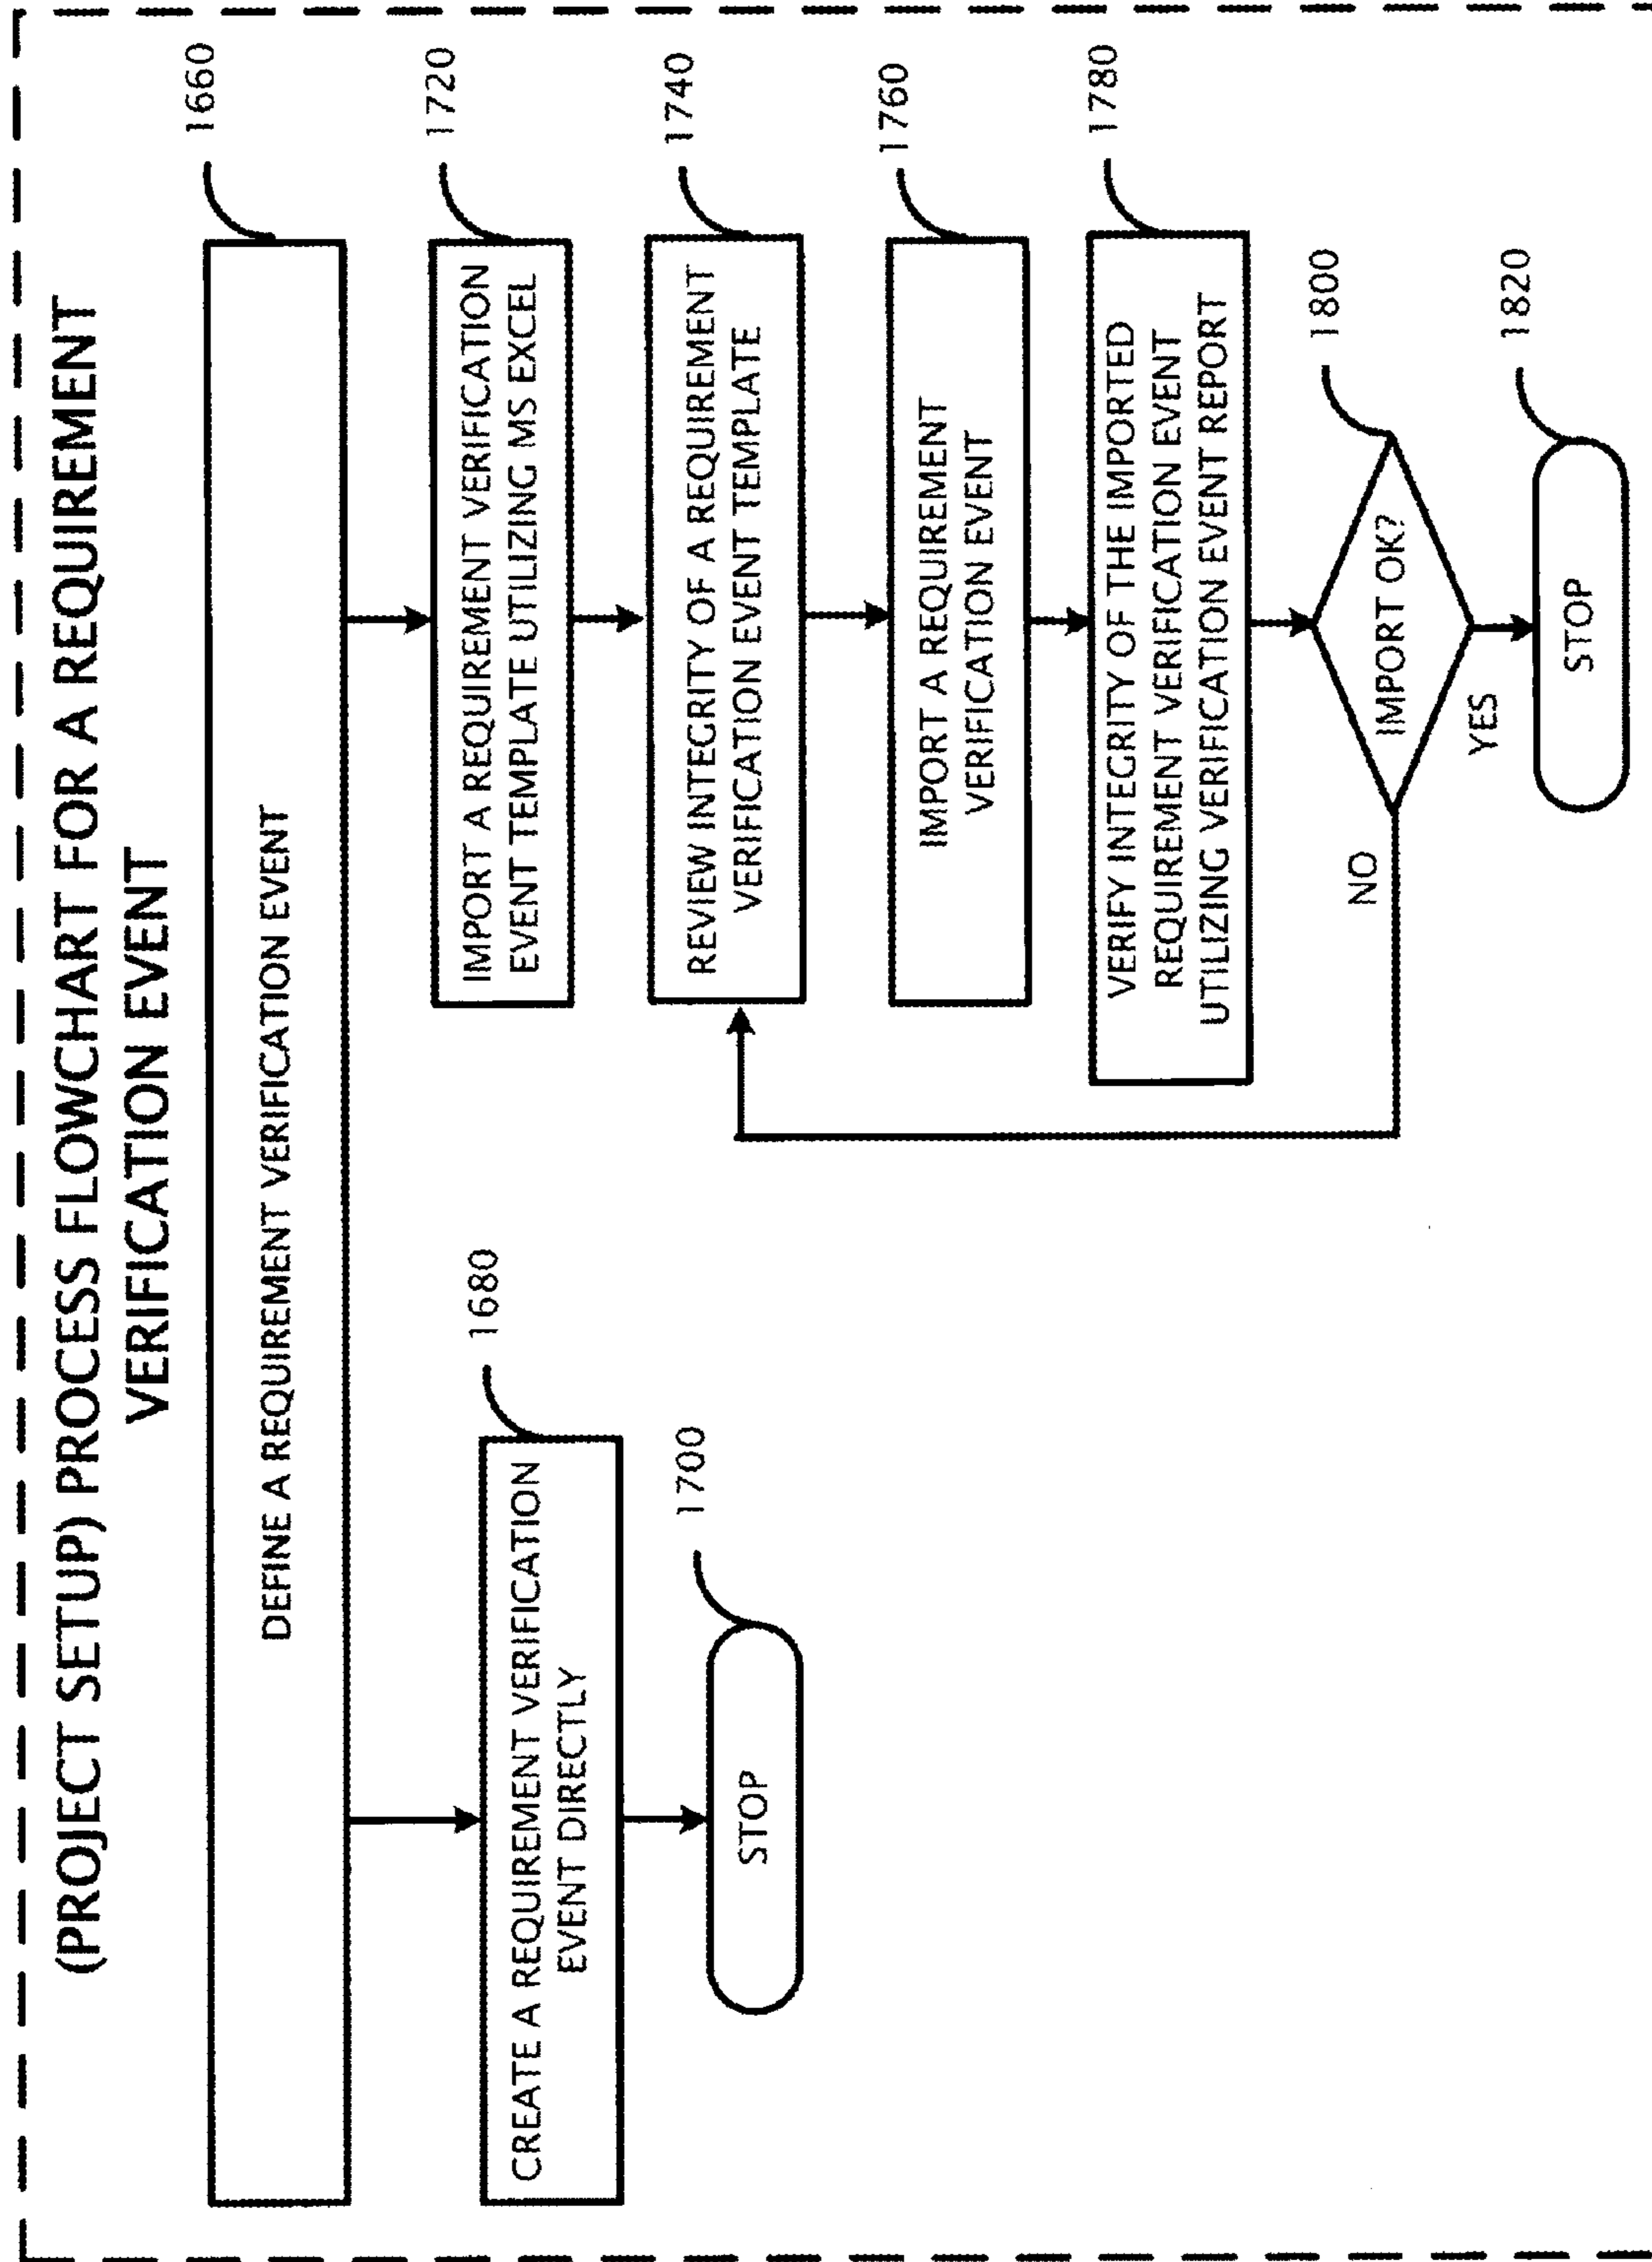 (PROJECT SETUP) PROCESS FLOWCHART FOR A REQUIREMENT
VERIFICATION EVENT
1660
DEFINE A REQUIREMENT VERIFICATION EVENT
1680
CREATE A REQUIREMENT VERIFICATION
EVENT DIRECTLY
1700
STOP
1720
IMPORT A REQUIREMENT VERIFICATION
EVENT TEMPLATE UTILIZING MS EXCEL
1740
REVIEW INTEGRITY OF A REQUIREMENT
VERIFICATION EVENT TEMPLATE
1760
IMPORT A REQUIREMENT
VERIFICATION EVENT
1780
VERIFY INTEGRITY OF THE IMPORTED
REQUIREMENT VERIFICATION EVENT
UTILIZING VERIFICATION EVENT REPORT
1800
IMPORT OK?
NO
YES
1820
STOP